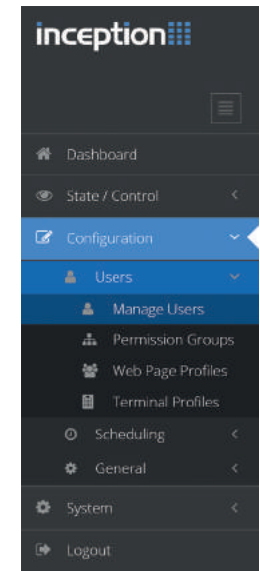 inception
Dashboard
State / Control
Configuration
Users
Manage Users
Permission Groups
Web Page Profiles
Terminal Profiles
Scheduling
General
System
Logout